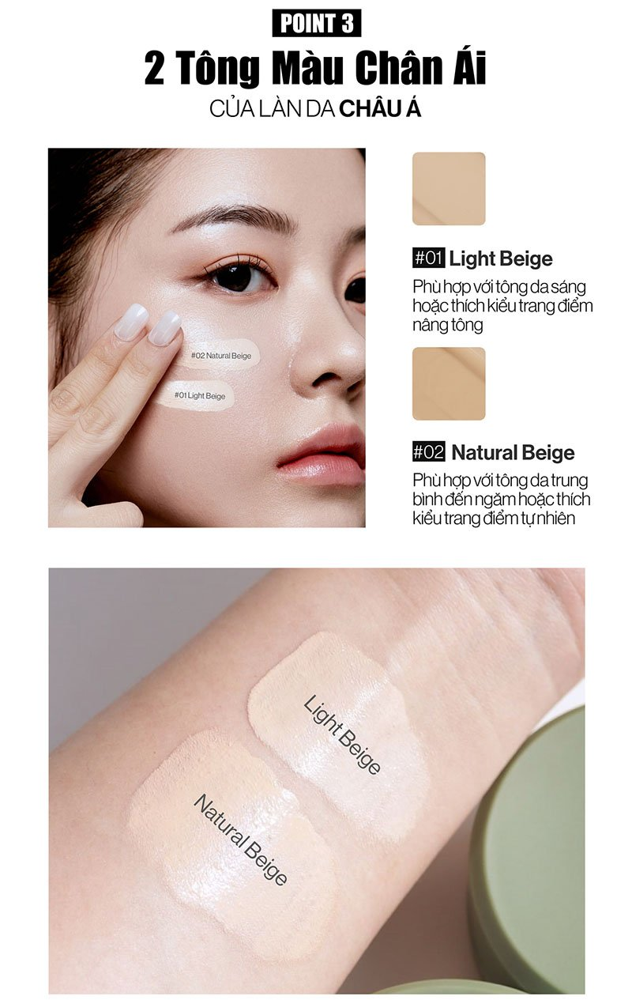 POINT 3
2 Tông Màu Chân Ái
CỦA LÀN DA CHÂU Á
#02 Natural Beige
#01 Light Beige
#01 Light Beige
Phù hợp với tông da sáng
hoặc thích kiểu trang điểm
nâng tông
#02 Natural Beige
Phù hợp với tông da trung
bình đến ngăm hoặc thích
kiểu trang điểm tự nhiên
Light Beige
Natural Beige